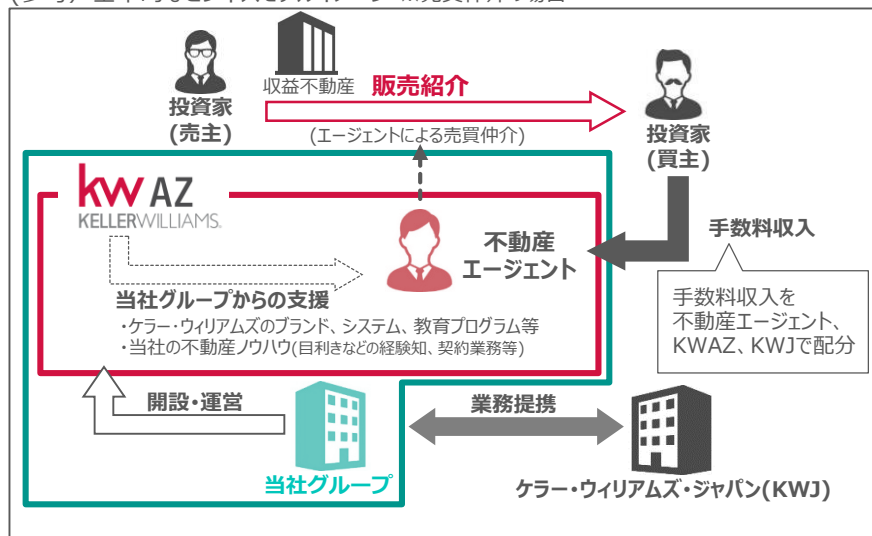 収益不動産
販売紹介
投資家
(売主)
(エージェントによる売買仲介)
投資家
(買主)
kw AZ
KELLERWILLIAMS.
不動産
エージェント
手数料収入
手数料収入を
不動産エージェント、
KWAZ、KWJで配分
当社グループからの支援
・ケラー・ウィリアムズのブランド、システム、教育プログラム等
・当社の不動産ノウハウ(目利きなどの経験知、契約業務等)
開設・運営
業務提携
当社グループ
ケラー・ウィリアムズ・ジャパン(KWJ)